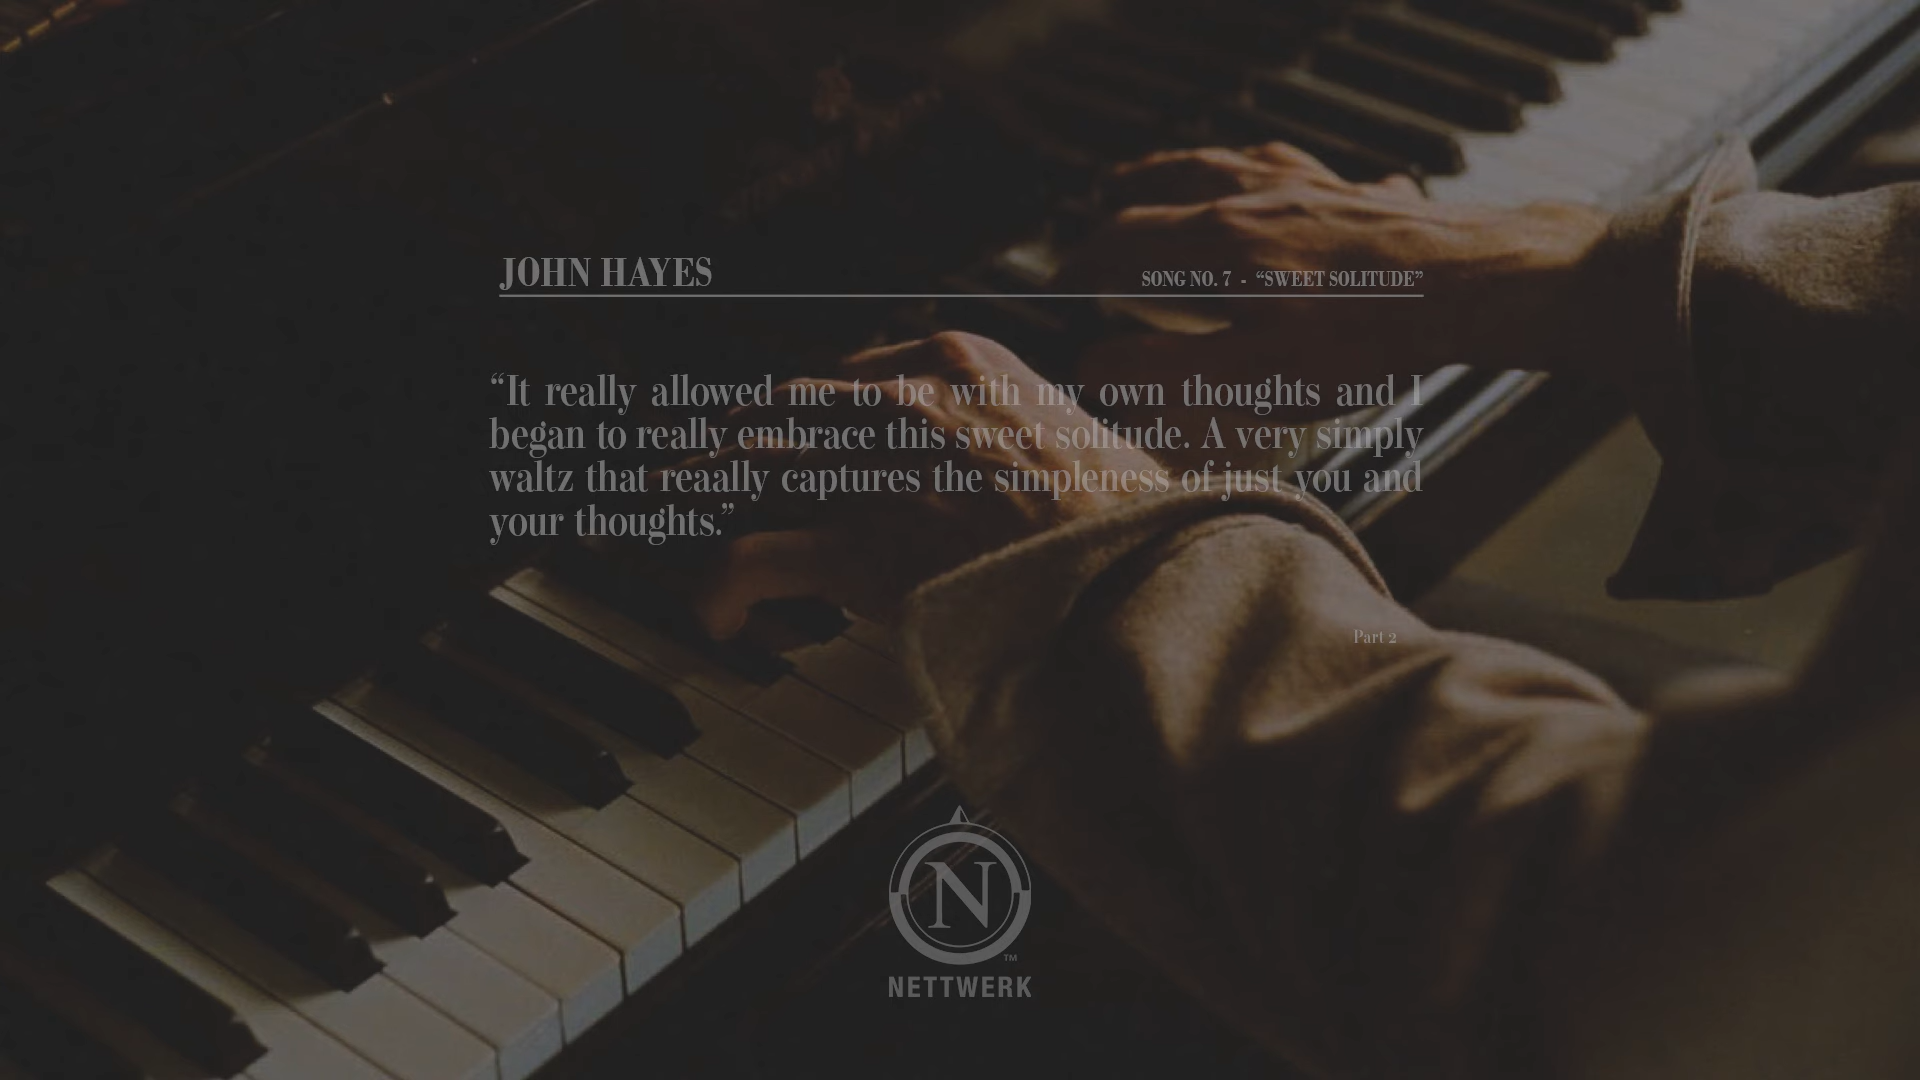 JOHN HAYES
SONG NO. 7 - “SWEET SOLITUDE”
“It really allowed me to be with my own thoughts and I
began to really embrace this sweet solitude. A very simply
waltz that reaally captures the simpleness of just you and
your thoughts.”
Part 2
N
TM
NETTWERK